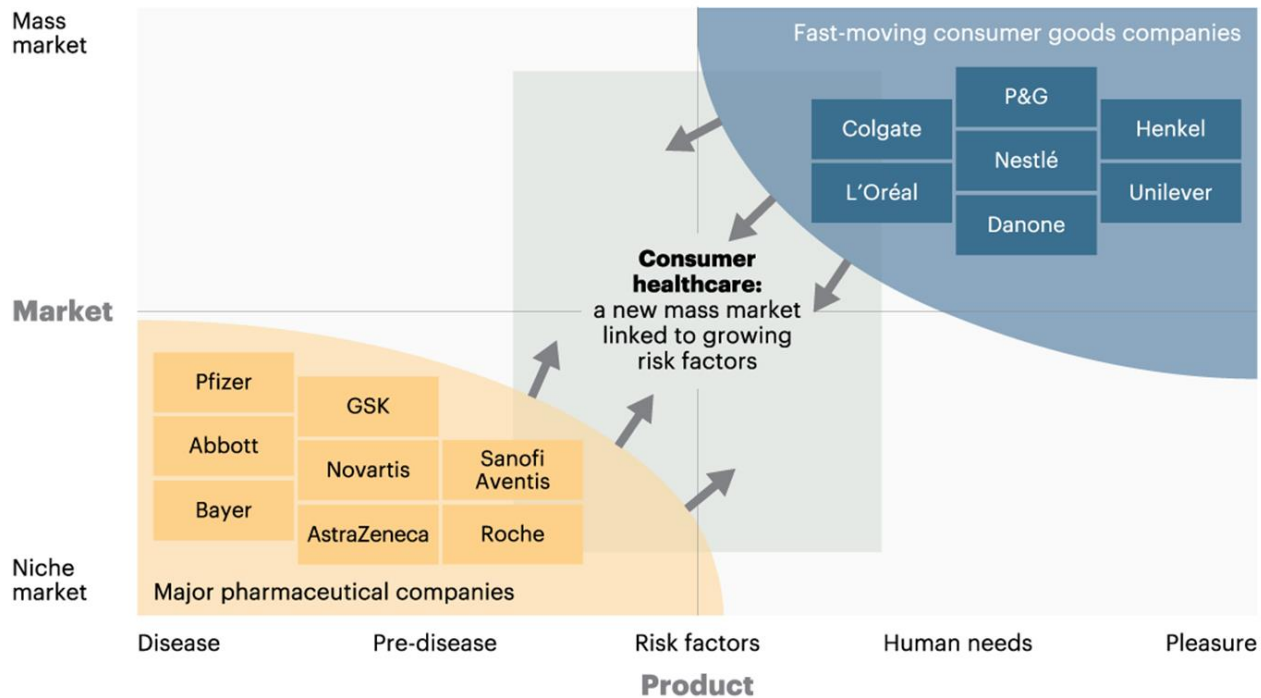 Mass
market
Fast-moving consumer goods companies
P&G
Colgate
Henkel
Nestlé
L'Oréal
Unilever
Danone
Consumer
healthcare:
a new mass market
linked to growing
risk factors
Market
Pfizer
GSK
Abbott
Novartis
Sanofi
Aventis
Bayer
AstraZeneca
Roche
Niche
market
Major pharmaceutical companies
Disease
Pre-disease
Risk factors
Human needs
Pleasure
Product